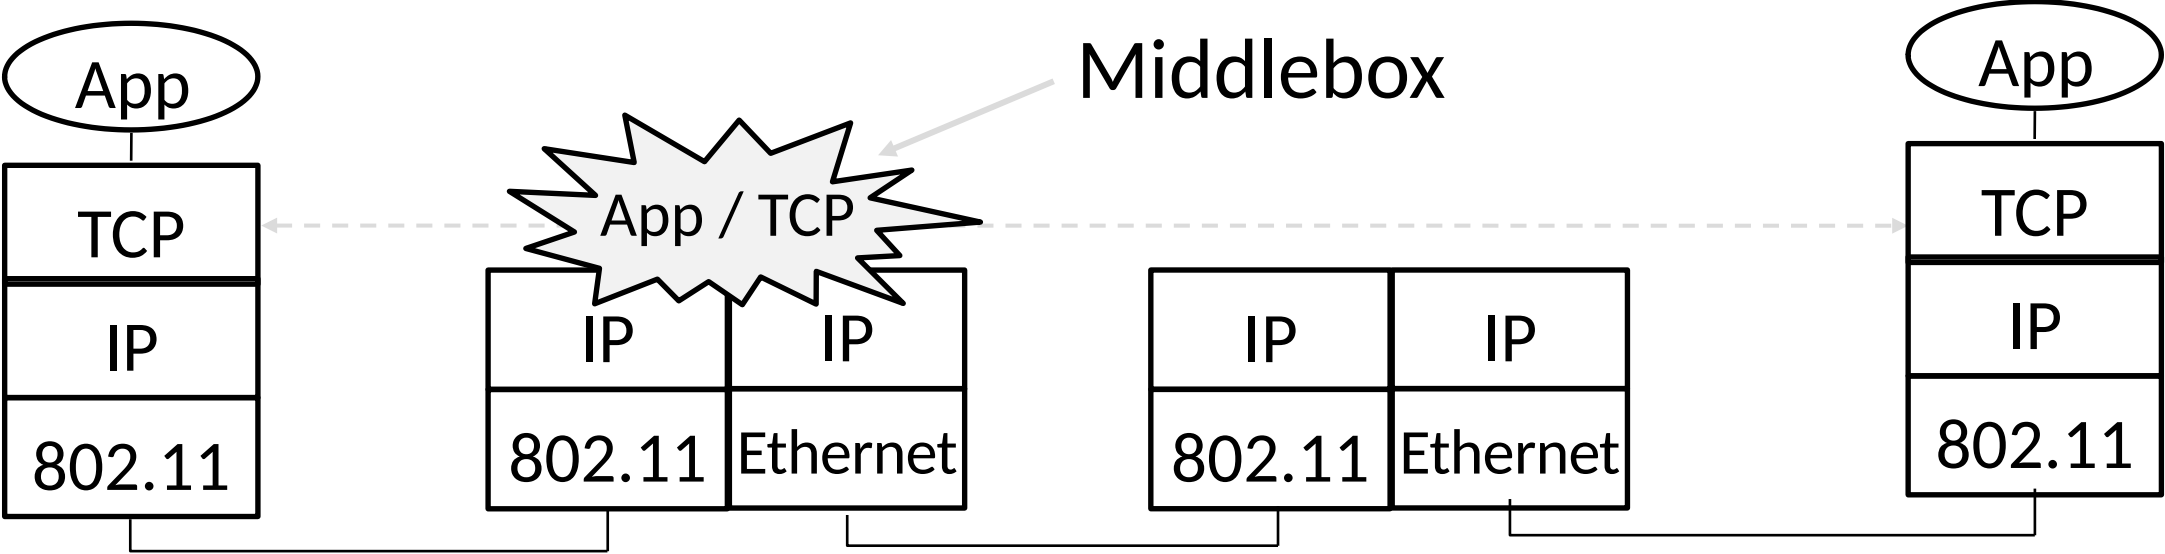 Middlebox
App
App
App / TCP
TCP
TCP
IP
IP
IP
IP
IP
IP
802.11
802.11
Ethernet
802.11
Ethernet
802.11